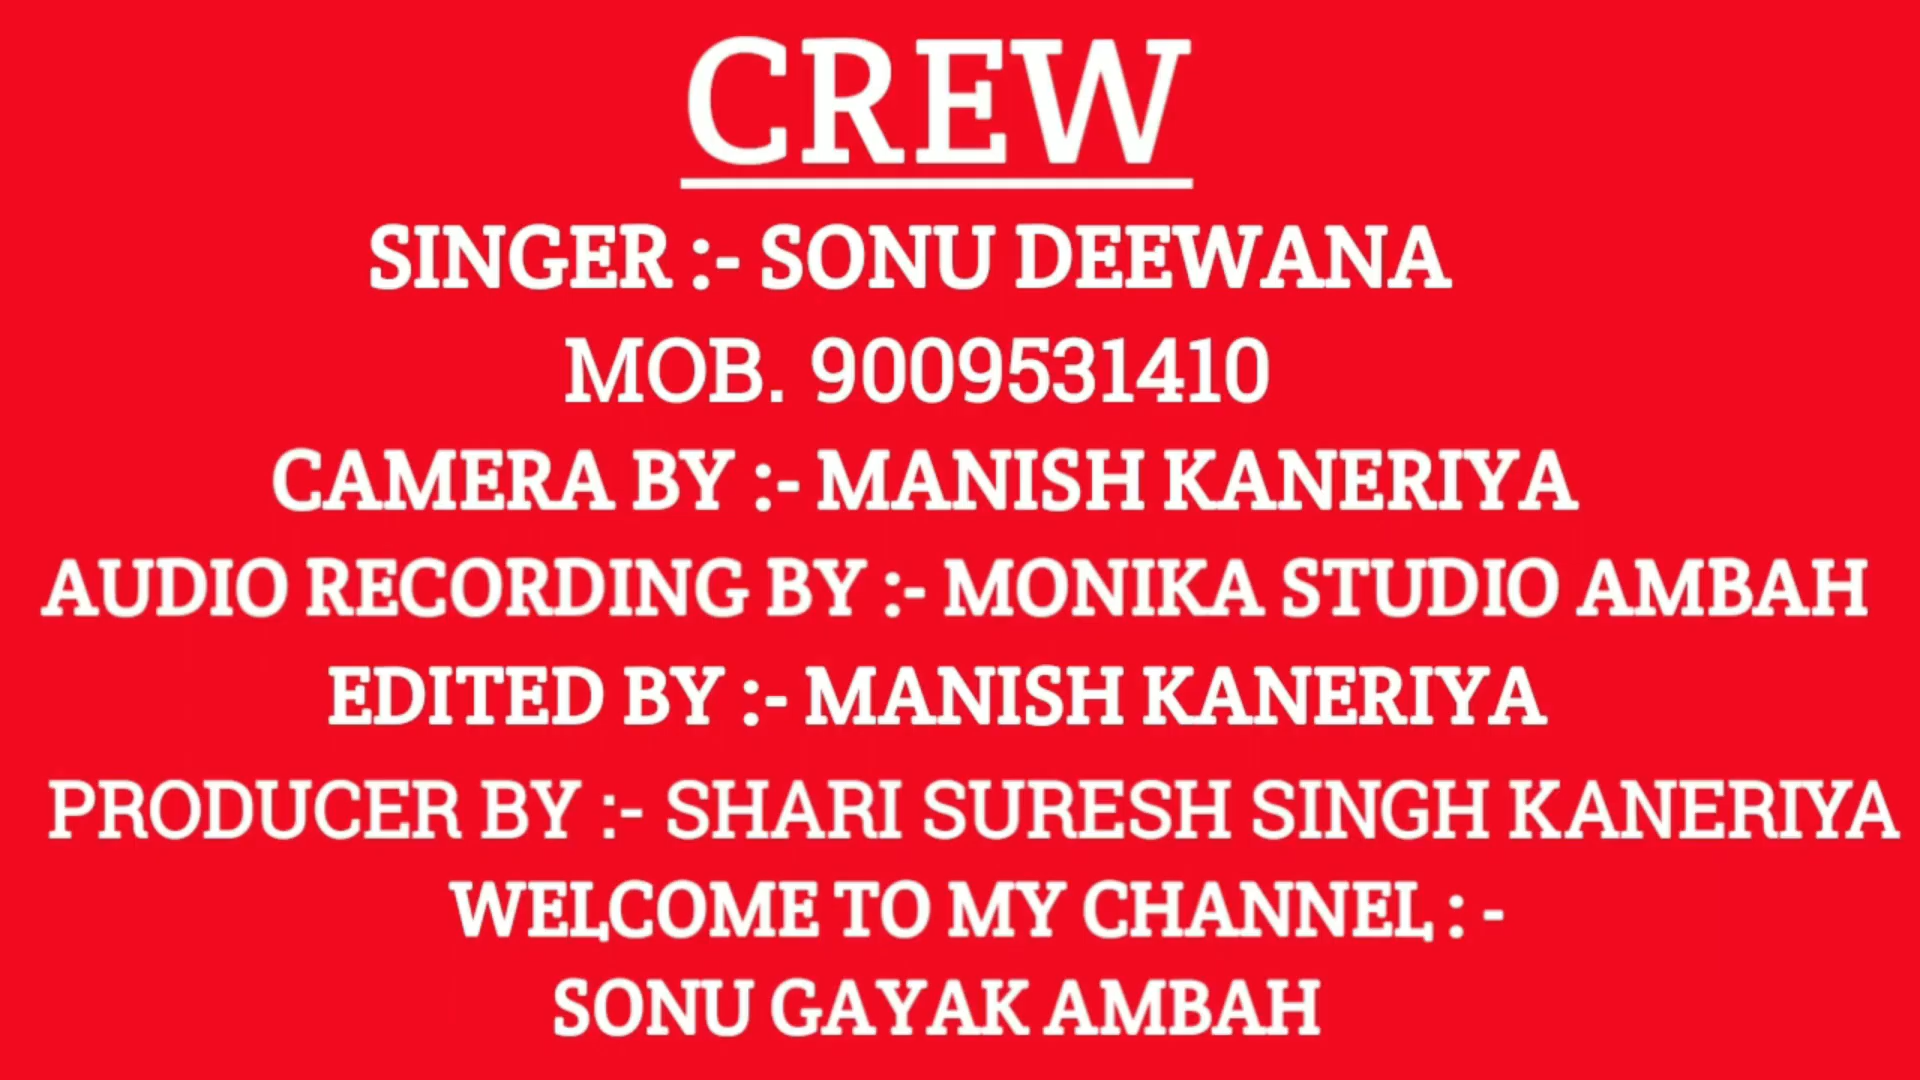 CREW
SINGER :- SONU DEEWANA
MOB. 9009531410
CAMERA BY :- MANISH KANERIYA
AUDIO RECORDING BY :- MONIKA STUDIO AMBAH
EDITED BY :- MANISH KANERIYA
PRODUCER BY :- SHARI SURESH SINGH KANERIYA
WELCOME TO MY CHANNEL : -
SONU GAYAK AMBAH